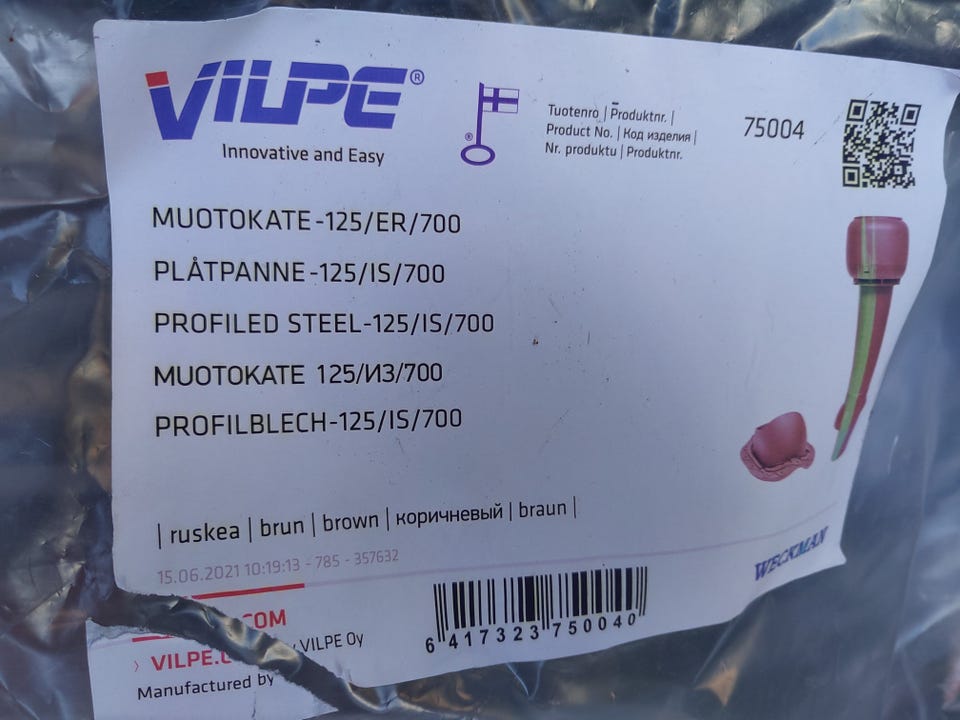 VILPE®
Innovative and Easy
®
Tuotenro | Produktnr. |
Product No. | Код изделия |
Nr. produktu | Produktnr.
75004
MUOTOKATE-125/ER/700
PLÅTPANNE-125/IS/700
PROFILED STEEL-125/IS/700
MUOTOKATE 125/ИЗ/700
PROFILBLECH-125/IS/700
| ruskea | brun | brown | коричневый | braun |
15.06.2021 10:19:13 - 785 - 357632
WECKMAN
.COM
VILPE.
Manufactured by
, VILPE Oy
6 417323 750040